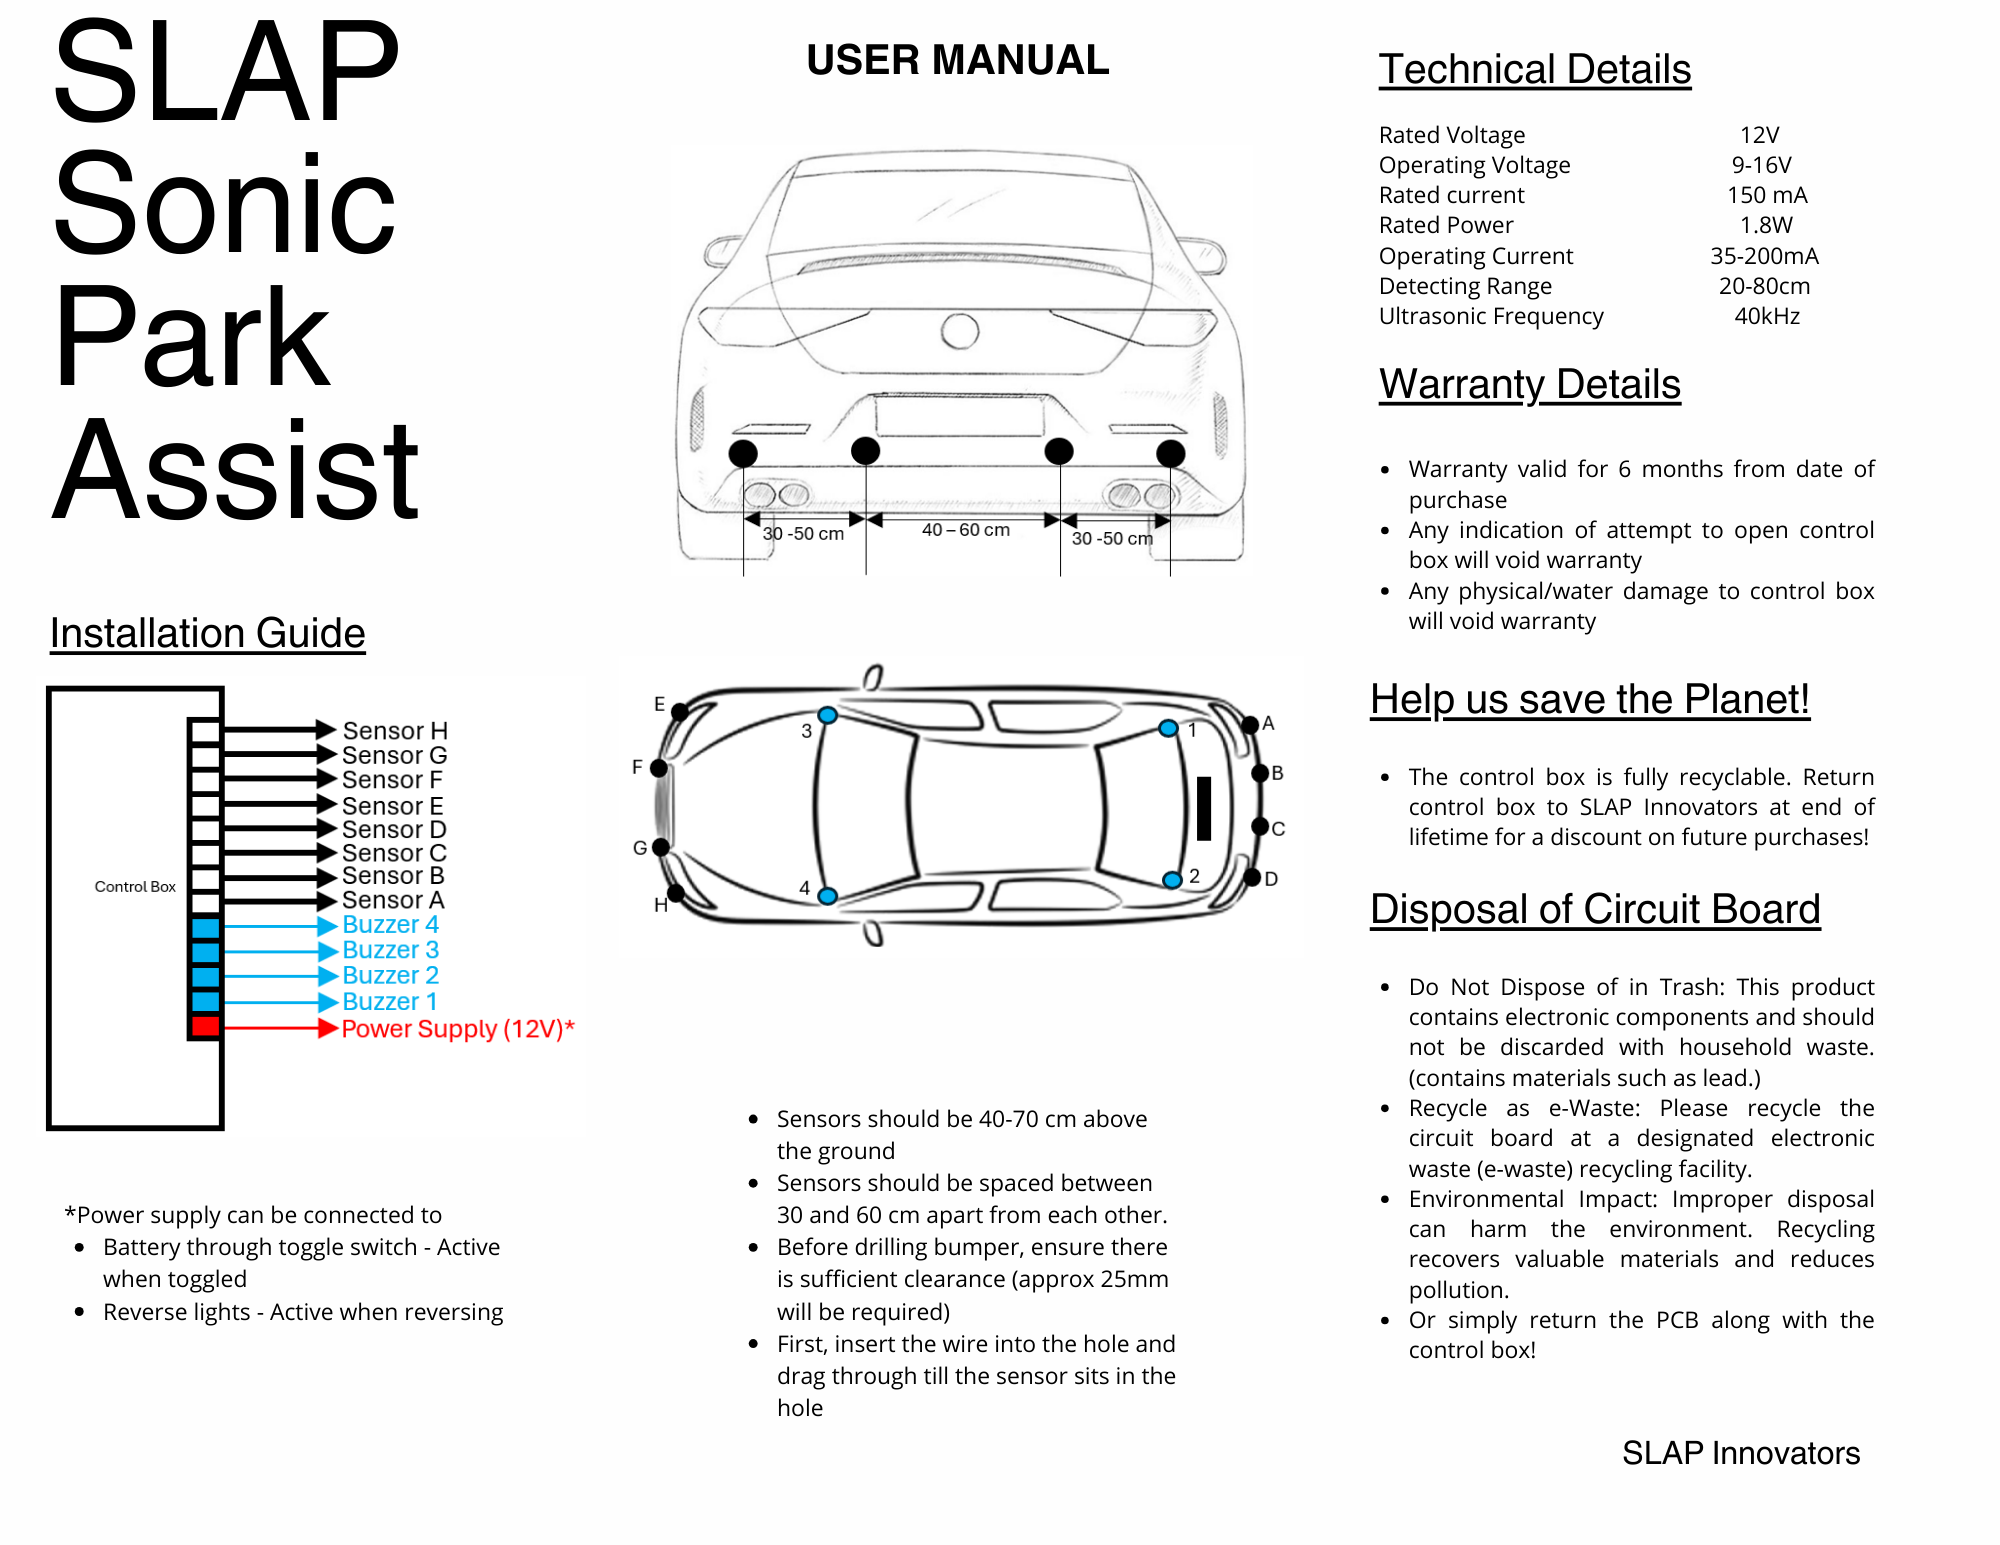 SLAP
Sonic
Park
Assist
Installation Guide
Control Box
Sensor H
Sensor G
Sensor F
Sensor E
Sensor D
Sensor C
Sensor B
Sensor A
Buzzer 4
Buzzer 3
Buzzer 2
Buzzer 1
Power Supply (12V)*
*Power supply can be connected to
• Battery through toggle switch - Active
when toggled
• Reverse lights - Active when reversing
USER MANUAL
30 -50 cm
40 – 60 cm
30 -50 cm
E
F
G
H
3
4
1
2
A
B
C
D
• Sensors should be 40-70 cm above
the ground
• Sensors should be spaced between
30 and 60 cm apart from each other.
• Before drilling bumper, ensure there
is sufficient clearance (approx 25mm
will be required)
• First, insert the wire into the hole and
drag through till the sensor sits in the
hole
Technical Details
Rated Voltage 12V
Operating Voltage 9-16V
Rated current 150 mA
Rated Power 1.8W
Operating Current 35-200mA
Detecting Range 20-80cm
Ultrasonic Frequency 40kHz
Warranty Details
• Warranty valid for 6 months from date of
purchase
• Any indication of attempt to open control
box will void warranty
• Any physical/water damage to control box
will void warranty
Help us save the Planet!
• The control box is fully recyclable. Return
control box to SLAP Innovators at end of
lifetime for a discount on future purchases!
Disposal of Circuit Board
• Do Not Dispose of in Trash: This product
contains electronic components and should
not be discarded with household waste.
(contains materials such as lead.)
• Recycle as e-Waste: Please recycle the
circuit board at a designated electronic
waste (e-waste) recycling facility.
• Environmental Impact: Improper disposal
can harm the environment. Recycling
recovers valuable materials and reduces
pollution.
• Or simply return the PCB along with the
control box!
SLAP Innovators